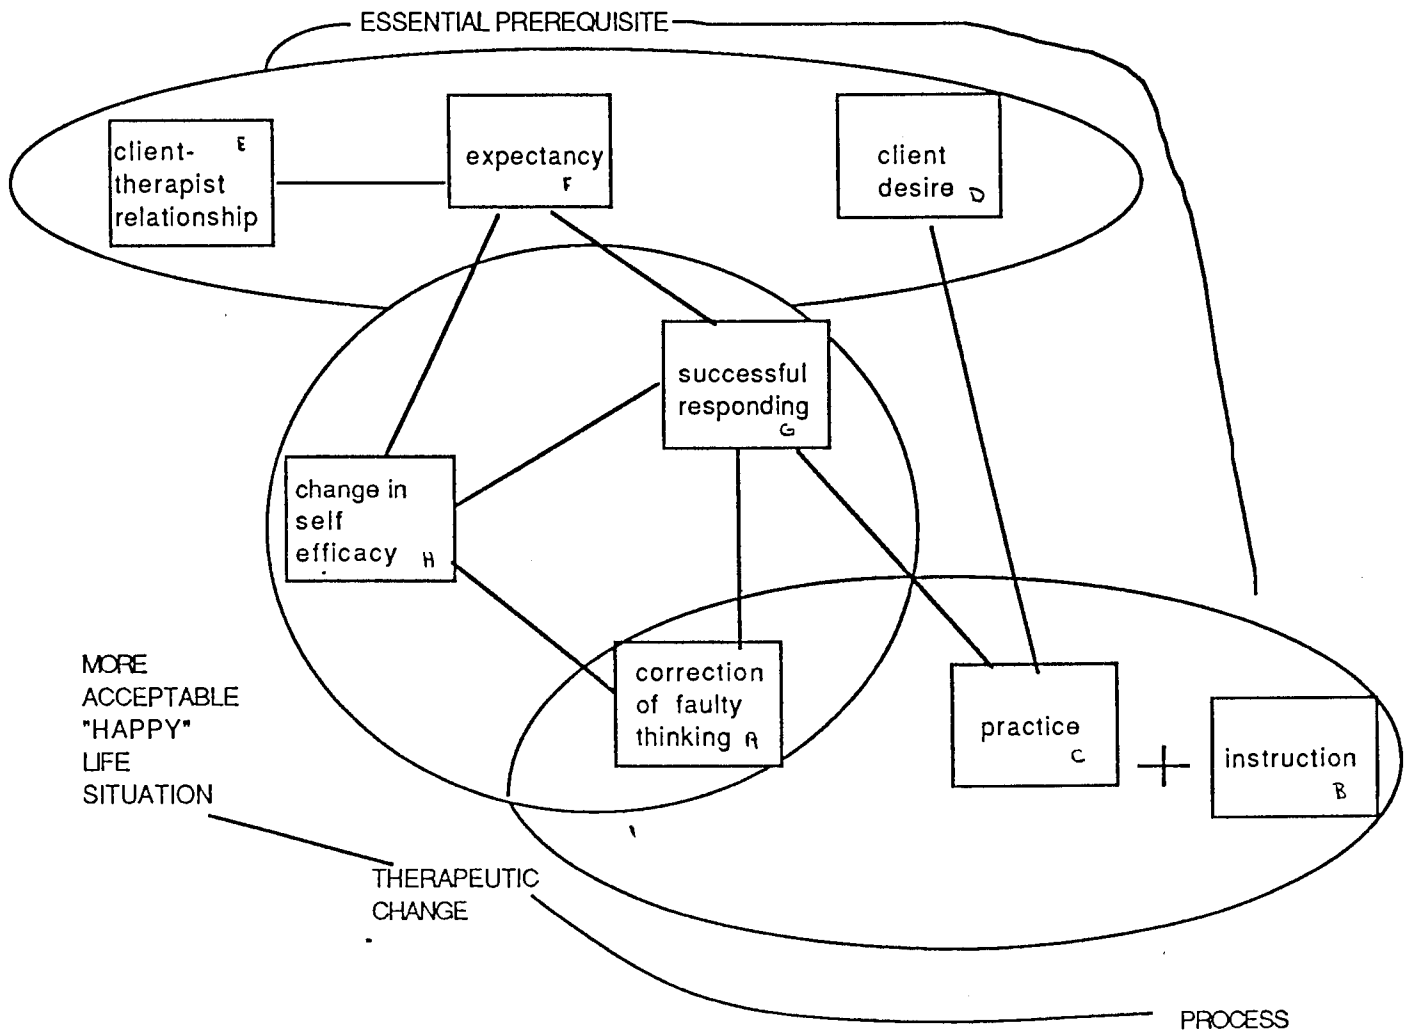 ESSENTIAL PREREQUISITE
client- E
therapist
relationship
expectancy
F
client
desire D
successful
responding
G
change in
self
efficacy H
correction
of faulty
thinking A
practice
C
+
instruction
B
MORE
ACCEPTABLE
"HAPPY"
LIFE
SITUATION
THERAPEUTIC
CHANGE
PROCESS